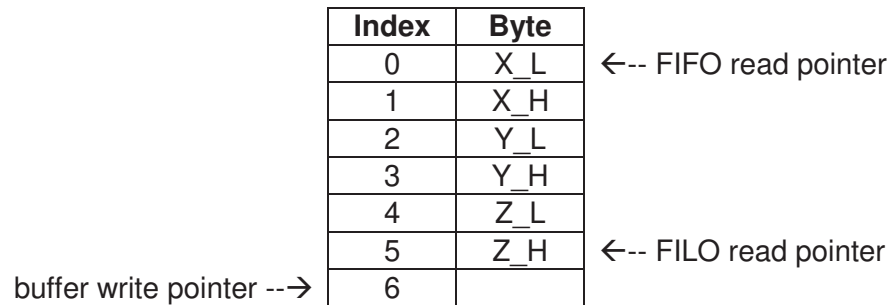 Index Byte
0 X_L ←-- FIFO read pointer
1 X_H
2 Y_L
3 Y_H
4 Z_L
5 Z_H ←-- FILO read pointer
buffer write pointer --→ 6